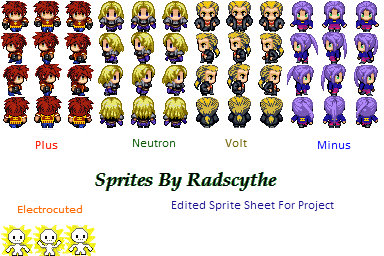 Plus
Neutron
Volt
Minus
Sprites By Radscythe
Electrocuted
Edited Sprite Sheet For Project